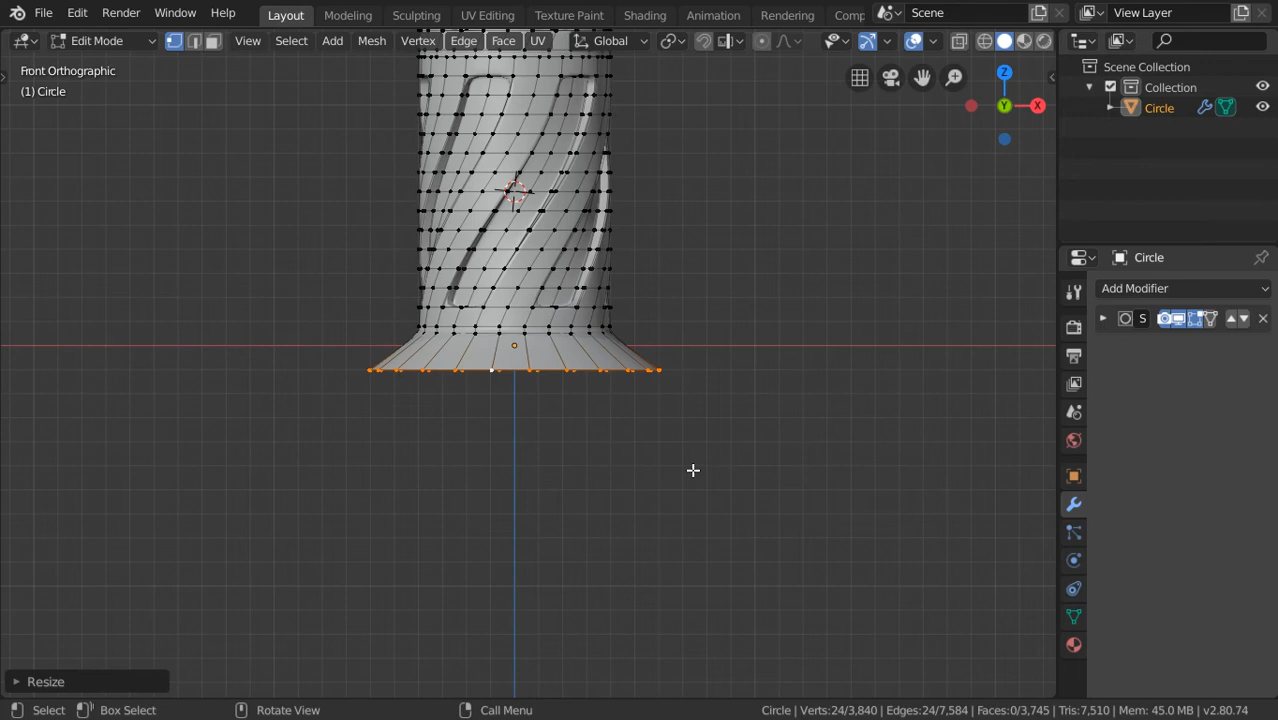 File Edit Render Window Help Layout Modeling Sculpting UV Editing Texture Paint Shading Animation Rendering Comp Scene View Layer
Edit Mode View Select Add Mesh Vertex Edge Face UV Global
Front Orthographic
(1) Circle
Z
Y
X
Scene Collection
Collection
Circle
Circle
Add Modifier
S
Resize
Select Box Select Rotate View Call Menu Circle | Verts:24/3,840 | Edges:24/7,584 | Faces:0/3,745 | Tris:7,510 | Mem: 45.0 MB | v2.80.74